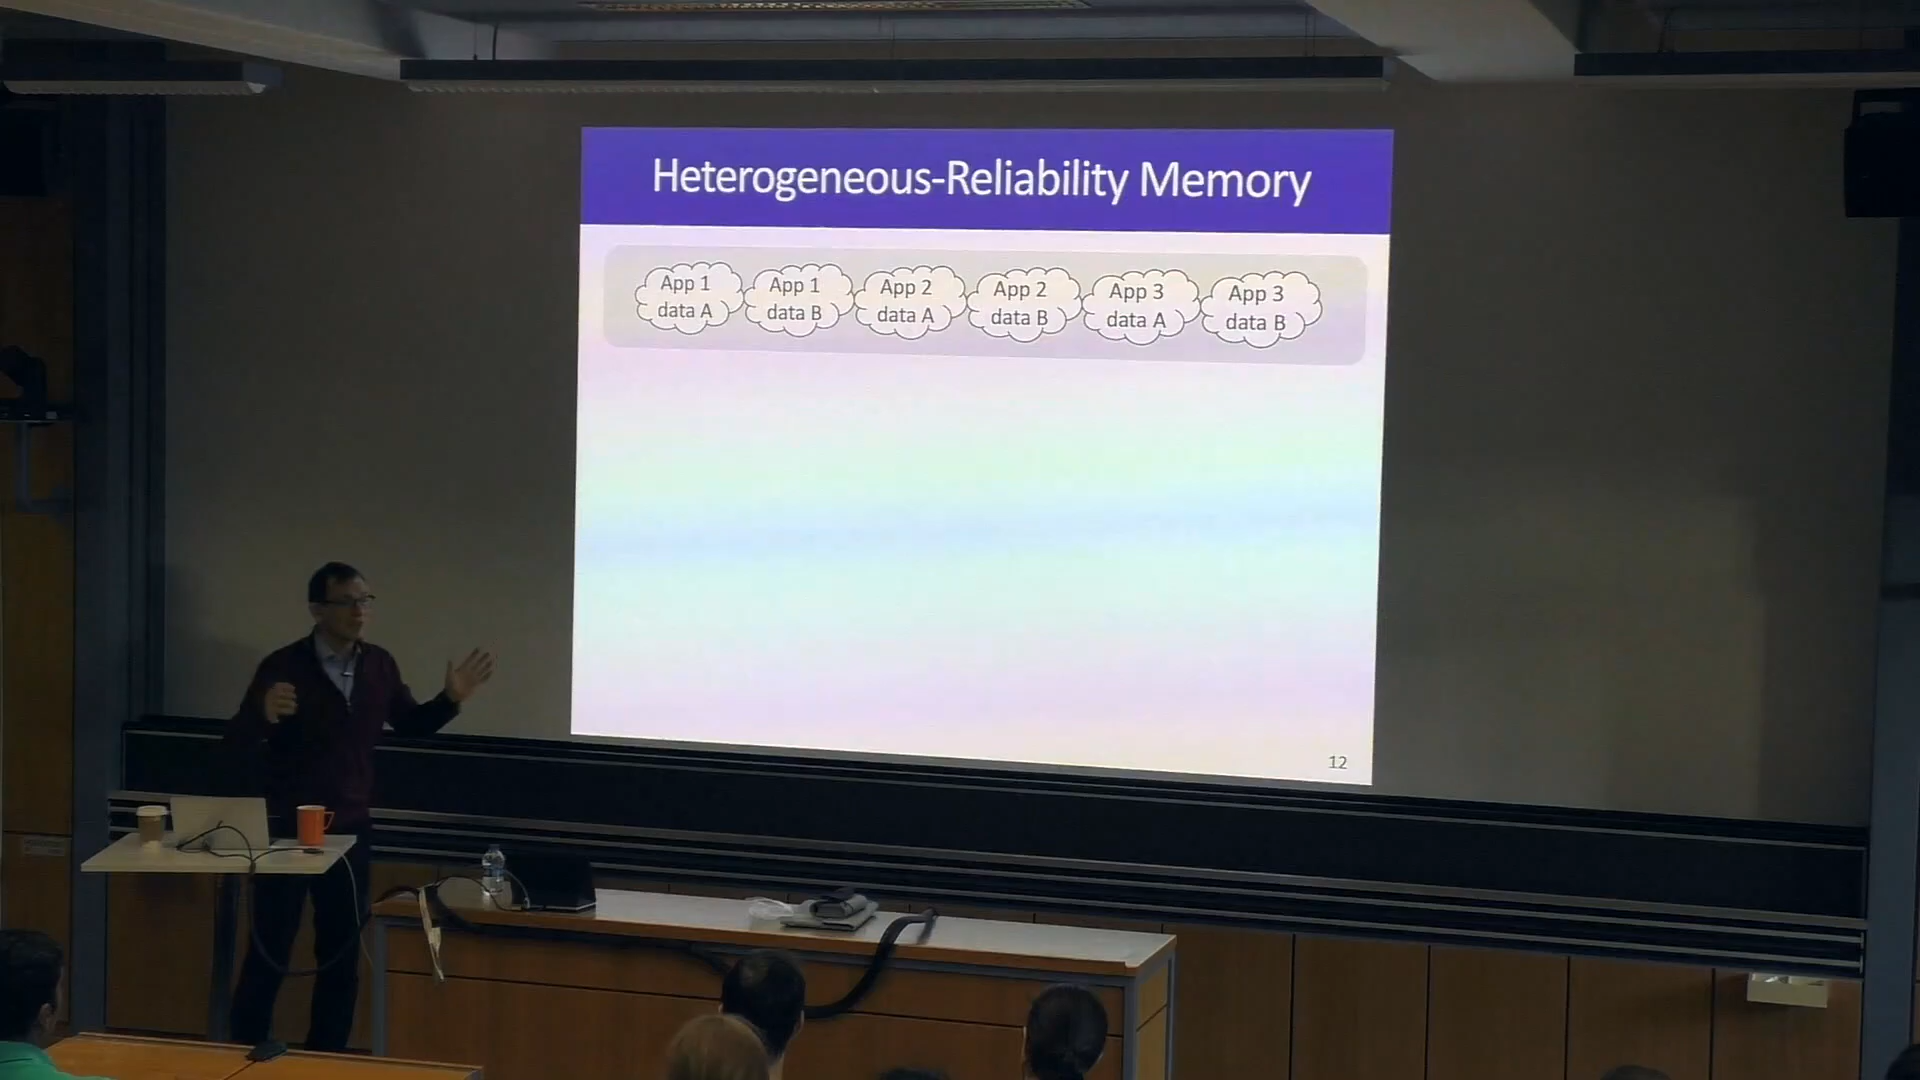 Heterogeneous-Reliability Memory
App 1
data A
App 1
data B
App 2
data A
App 2
data B
App 3
data A
App 3
data B
12